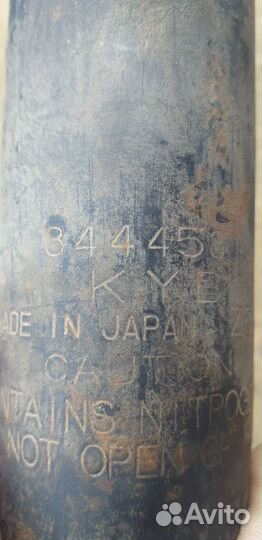 34445
KYB
ADE IN JAPAN
CAUTION
NTAINS NITROG
NOT OPEN
Avito